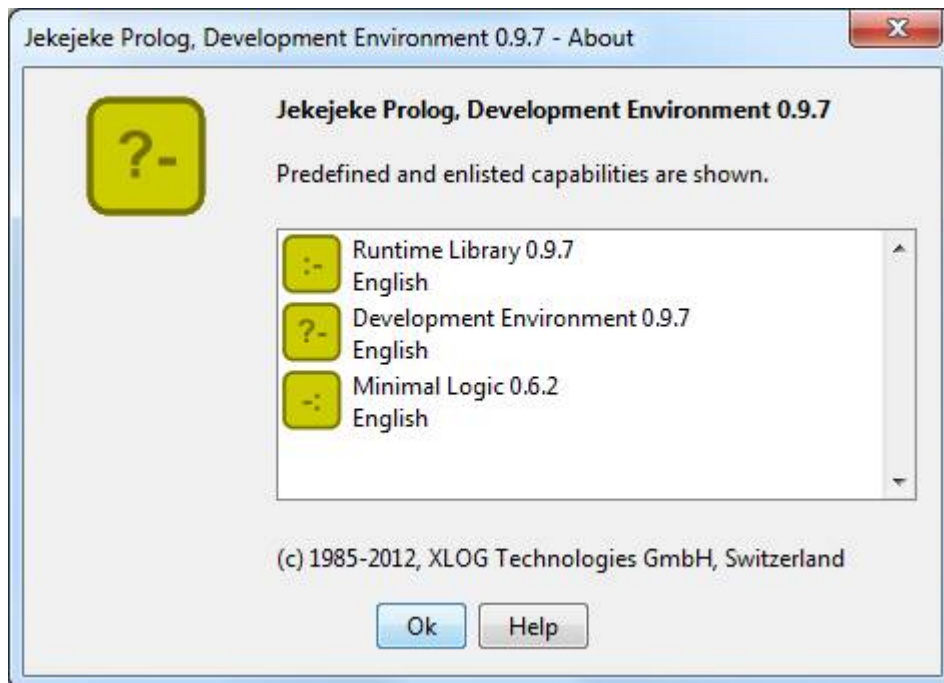 Jekejeke Prolog, Development Environment 0.9.7 - About
?-
Jekejeke Prolog, Development Environment 0.9.7
Predefined and enlisted capabilities are shown.
:-
Runtime Library 0.9.7
English
?-
Development Environment 0.9.7
English
-:
Minimal Logic 0.6.2
English
(c) 1985-2012, XLOG Technologies GmbH, Switzerland
Ok
Help